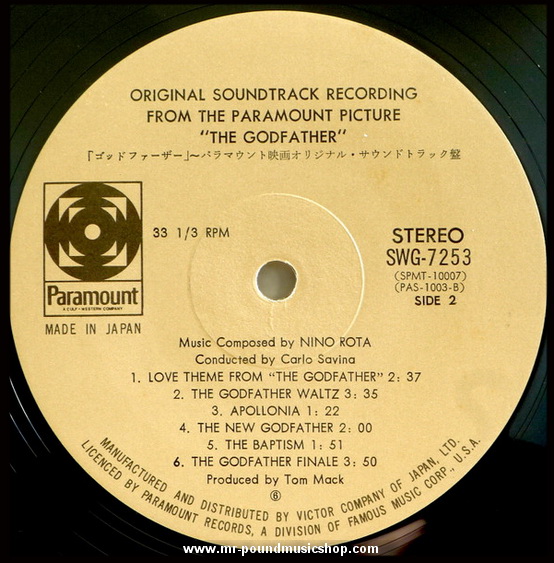 ORIGINAL SOUNDTRACK RECORDING
FROM THE PARAMOUNT PICTURE
"THE GODFATHER"
「ゴッドファーザー」〜パラマウント映画オリジナル・サウンドトラック盤
33 1/3 RPM
STEREO
SWG-7253
(SPMT-10007)
(PAS-1003-B)
SIDE 2
Paramount
A GULF+WESTERN COMPANY
MADE IN JAPAN
Music Composed by NINO ROTA
Conducted by Carlo Savina
1. LOVE THEME FROM "THE GODFATHER" 2: 37
2. THE GODFATHER WALTZ 3: 35
3. APOLLONIA 1: 22
4. THE NEW GODFATHER 2: 00
5. THE BAPTISM 1: 51
6. THE GODFATHER FINALE 3: 50
Produced by Tom Mack
⑥
MANUFACTURED AND DISTRIBUTED BY VICTOR COMPANY OF JAPAN, LTD.
LICENCED BY PARAMOUNT RECORDS, A DIVISION OF FAMOUS MUSIC CORP., U.S.A.
www.mr-poundmusicshop.com